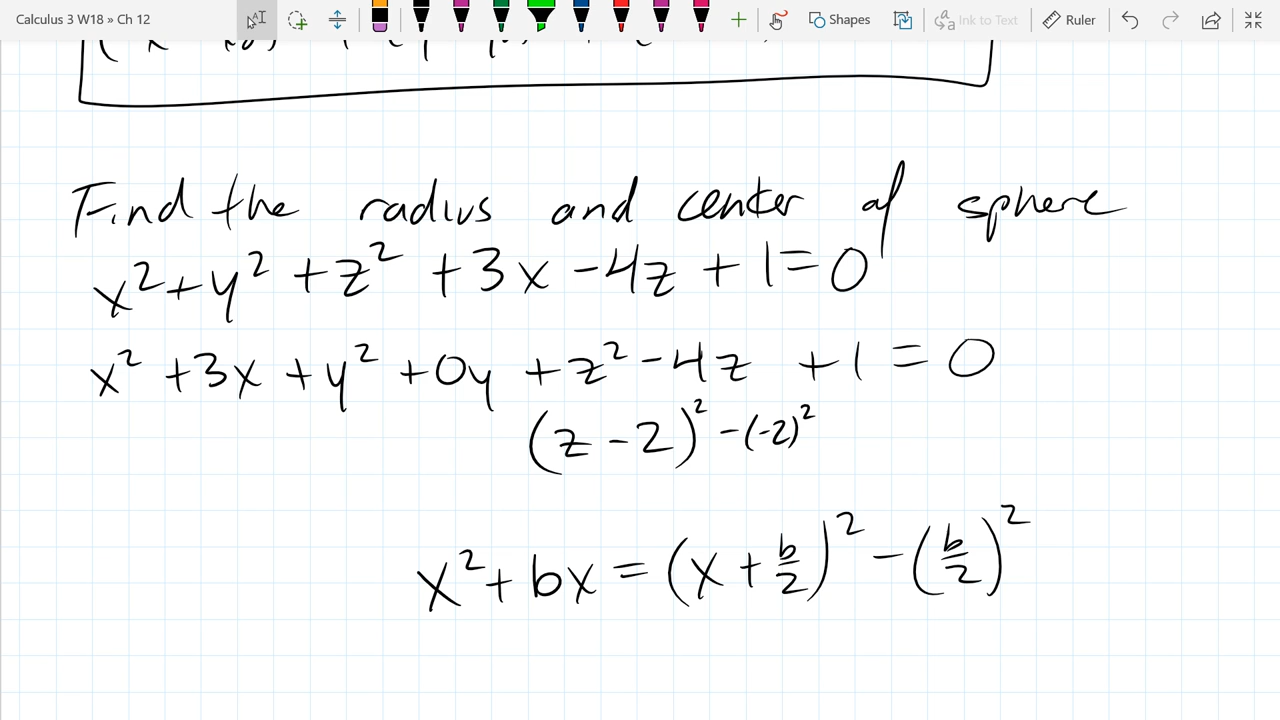 Calculus 3 W18 » Ch 12
Shapes
Ink to Text
Ruler
Find the radius and center of sphere
x² + y² + z² + 3x - 4z + 1 = 0
x² + 3x + y² + 0y + z² - 4z + 1 = 0
(z - 2)² - (-2)²
x² + bx = (x + b/2)² - (b/2)²